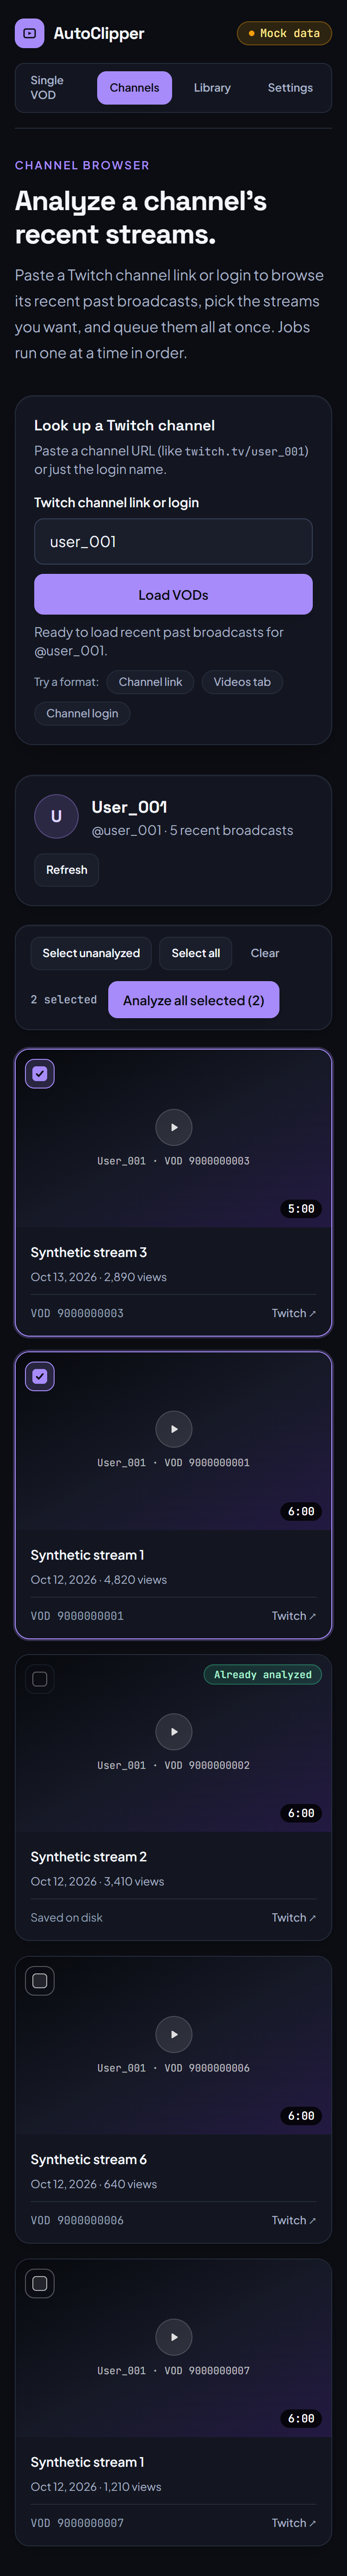 AutoClipper
Mock data
Single
VOD
Channels
Library
Settings
CHANNEL BROWSER
Analyze a channel's
recent streams.
Paste a Twitch channel link or login to browse
its recent past broadcasts, pick the streams
you want, and queue them all at once. Jobs
run one at a time in order.
Look up a Twitch channel
Paste a channel URL (like twitch.tv/user_001)
or just the login name.
Twitch channel link or login
user_001
Load VODs
Ready to load recent past broadcasts for
@user_001.
Try a format:
Channel link
Videos tab
Channel login
U
User_001
@user_001 · 5 recent broadcasts
Refresh
Select unanalyzed
Select all
Clear
2 selected
Analyze all selected (2)
User_001 · VOD 9000000003
5:00
Synthetic stream 3
Oct 13, 2026 · 2,890 views
VOD 9000000003
Twitch ↗
User_001 · VOD 9000000001
6:00
Synthetic stream 1
Oct 12, 2026 · 4,820 views
VOD 9000000001
Twitch ↗
Already analyzed
User_001 · VOD 9000000002
6:00
Synthetic stream 2
Oct 12, 2026 · 3,410 views
Saved on disk
Twitch ↗
User_001 · VOD 9000000006
6:00
Synthetic stream 6
Oct 12, 2026 · 640 views
VOD 9000000006
Twitch ↗
User_001 · VOD 9000000007
6:00
Synthetic stream 1
Oct 12, 2026 · 1,210 views
VOD 9000000007
Twitch ↗